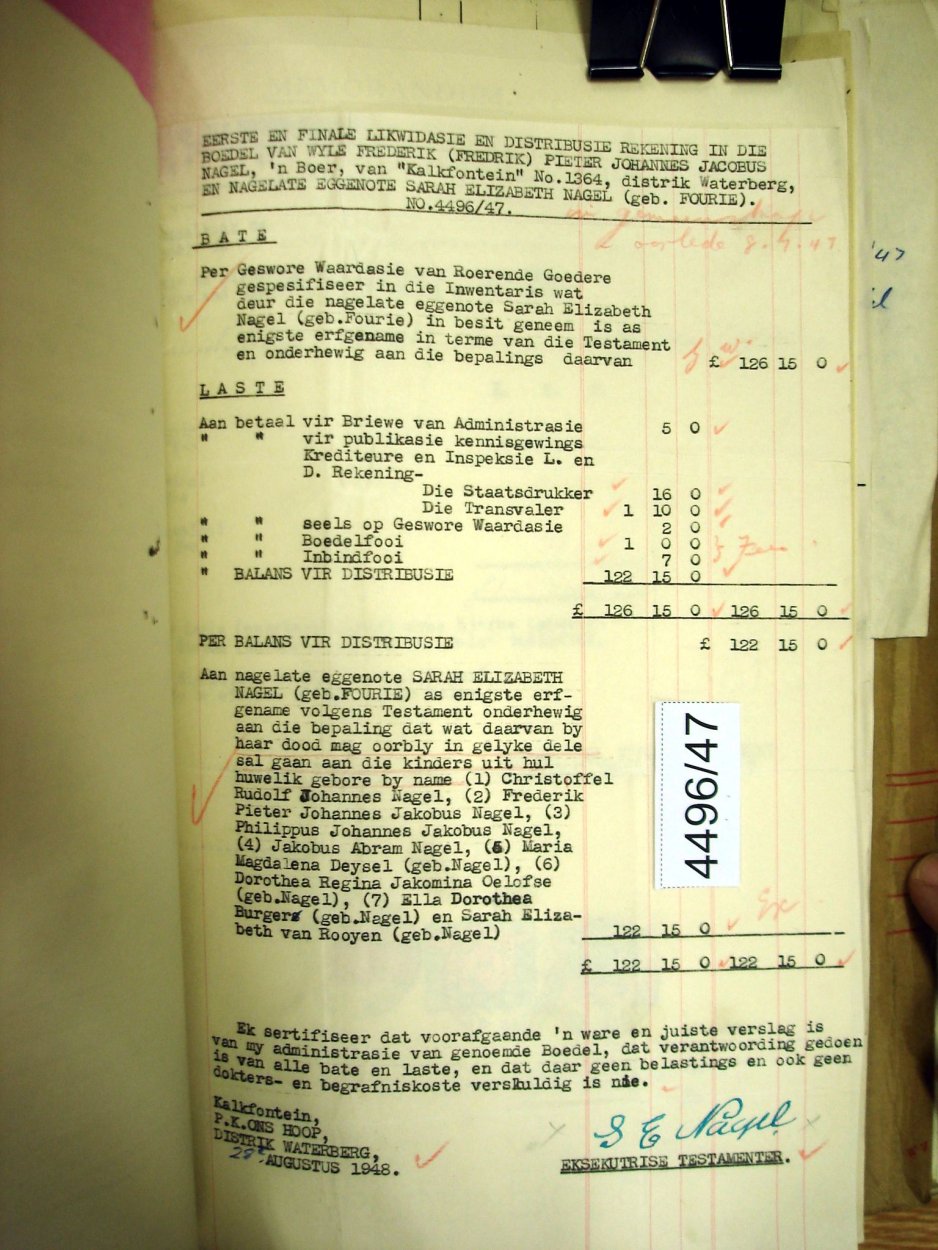 EERSTE EN FINALE LIKWIDASIE EN DISTRIBUSIE REKENING IN DIE
BOEDEL VAN WYLE FREDERIK (FREDRIK) PIETER JOHANNES JACOBUS
NAGEL, 'n Boer, van "Kalkfontein" No.1364, distrik Waterberg,
EN NAGELATE EGGENOTE SARAH ELIZABETH NAGEL (geb. FOURIE).
NO.4496/47.
in gemeenskap
oorlede 8.4.47
'47
B A T E
Per Geswore Waardasie van Roerende Goedere
gespesifiseer in die Inwentaris wat
deur die nagelate eggenote Sarah Elizabeth
Nagel (geb.Fourie) in besit geneem is as
enigste erfgename in terme van die Testament
en onderhewig aan die bepalings daarvan £ 126 15 0
L A S T E
Aan betaal vir Briewe van Administrasie 5 0
" " vir publikasie kennisgewings
Krediteure en Inspeksie L. en
D. Rekening-
Die Staatsdrukker 16 0
Die Transvaler 1 10 0
" " seels op Geswore Waardasie 2 0
" " Boedelfooi 1 0 0
" " Inbindfooi 7 0
" BALANS VIR DISTRIBUSIE 122 15 0
£ 126 15 0 126 15 0
PER BALANS VIR DISTRIBUSIE £ 122 15 0
Aan nagelate eggenote SARAH ELIZABETH
NAGEL (geb.FOURIE) as enigste erf-
gename volgens Testament onderhewig
aan die bepaling dat wat daarvan by
haar dood mag oorbly in gelyke dele
sal gaan aan die kinders uit hul
huwelik gebore by name (1) Christoffel
Rudolf Johannes Nagel, (2) Frederik
Pieter Johannes Jakobus Nagel, (3)
Philippus Johannes Jakobus Nagel,
(4) Jakobus Abram Nagel, (5) Maria
Magdalena Deysel (geb.Nagel), (6)
Dorothea Regina Jakomina Oelofse
(geb.Nagel), (7) Ella Dorothea
Burger (geb.Nagel) en Sarah Eliza-
beth van Rooyen (geb.Nagel) 122 15 0
£ 122 15 0 122 15 0
4496/47
Ek sertifiseer dat voorafgaande 'n ware en juiste verslag is
van my administrasie van genoemde Boedel, dat verantwoording gedoen
is van alle bate en laste, en dat daar geen belastings en ook geen
dokters- en begrafniskoste verskuldig is nie.
Kalkfontein,
P.K.ONS HOOP,
DISTRIK WATERBERG,
AUGUSTUS 1948.
S E Nagel
EKSEKUTRISE TESTAMENTER.